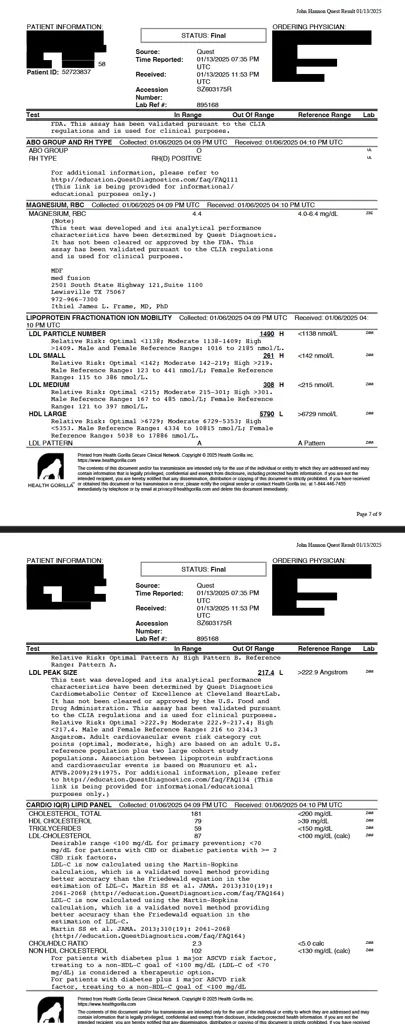 John Hanson Quest Result 01/13/2025
PATIENT INFORMATION:
STATUS: Final
ORDERING PHYSICIAN:
58
Patient ID: 52723837
Source: Quest
Time Reported: 01/13/2025 07:35 PM
UTC
Received: 01/13/2025 11:53 PM
UTC
Accession SZ603175R
Number:
Lab Ref #: 895168
Test In Range Out Of Range Reference Range Lab
FDA. This assay has been validated pursuant to the CLIA
regulations and is used for clinical purposes.
ABO GROUP AND RH TYPE Collected: 01/06/2025 04:09 PM UTC Received: 01/06/2025 04:10 PM UTC
ABO GROUP O UL
RH TYPE RH(D) POSITIVE UL
For additional information, please refer to
http://education.QuestDiagnostics.com/faq/FAQ111
(This link is being provided for informational/
educational purposes only.)
MAGNESIUM, RBC Collected: 01/06/2025 04:09 PM UTC Received: 01/06/2025 04:10 PM UTC
MAGNESIUM, RBC 4.4 4.0-6.4 mg/dL
(Note)
This test was developed and its analytical performance
characteristics have been determined by Quest Diagnostics.
It has not been cleared or approved by the FDA. This
assay has been validated pursuant to the CLIA regulations
and is used for clinical purposes.
MDF
med fusion
2501 South State Highway 121,Suite 1100
Lewisville TX 75067
972-966-7300
Ithiel James L. Frame, MD, PhD
LIPOPROTEIN FRACTIONATION ION MOBILITY Collected: 01/06/2025 04:09 PM UTC Received: 01/06/2025 04:
10 PM UTC
LDL PARTICLE NUMBER 1490 H <1138 nmol/L
Relative Risk: Optimal <1138; Moderate 1138-1409; High
>1409. Male and Female Reference Range: 1016 to 2185 nmol/L.
LDL SMALL 261 H <142 nmol/L
Relative Risk: Optimal <142; Moderate 142-219; High >219.
Male Reference Range: 123 to 441 nmol/L; Female Reference
Range: 115 to 386 nmol/L.
LDL MEDIUM 308 H <215 nmol/L
Relative Risk: Optimal <215; Moderate 215-301; High >301.
Male Reference Range: 167 to 485 nmol/L; Female Reference
Range: 121 to 397 nmol/L.
HDL LARGE 5790 L >6729 nmol/L
Relative Risk: Optimal >6729; Moderate 6729-5353; High
<5353. Male Reference Range: 4334 to 10815 nmol/L; Female
Reference Range: 5038 to 17886 nmol/L.
LDL PATTERN A A Pattern
Printed from Health Gorilla Secure Clinical Network. Copyright © 2025 Health Gorilla Inc.
https://www.healthgorilla.com
The contents of this document and/or fax transmission are intended only for the use of the individual or entity to which they are addressed and may
contain information that is legally privileged, confidential and exempt from disclosure, including protected health information. If you are not the
intended recipient, you are hereby notified that any dissemination, distribution or copying of this document is strictly prohibited. If you have received
or obtained this document or fax transmission in error, please notify the original sender or contact Health Gorilla Inc. at 1-844-446-7455
immediately by telephone or by email at privacy@healthgorilla.com and delete this document immediately.
HEALTH GORILLA
Page 7 of 9
John Hanson Quest Result 01/13/2025
PATIENT INFORMATION:
STATUS: Final
ORDERING PHYSICIAN:
Source: Quest
Time Reported: 01/13/2025 07:35 PM
UTC
Received: 01/13/2025 11:53 PM
UTC
Accession SZ603175R
Number:
Lab Ref #: 895168
Test In Range Out Of Range Reference Range Lab
Relative Risk: Optimal Pattern A; High Pattern B. Reference
Range: Pattern A.
LDL PEAK SIZE 217.4 L >222.9 Angstrom
This test was developed and its analytical performance
characteristics have been determined by Quest Diagnostics
Cardiometabolic Center of Excellence at Cleveland HeartLab.
It has not been cleared or approved by the U.S. Food and
Drug Administration. This assay has been validated pursuant
to the CLIA regulations and is used for clinical purposes.
Relative Risk: Optimal >222.9; Moderate 222.9-217.4; High
<217.4. Male and Female Reference Range: 216 to 234.3
Angstrom. Adult cardiovascular event risk category cut
points (optimal, moderate, high) are based on an adult U.S.
reference population plus two large cohort study
populations. Association between lipoprotein subfractions
and cardiovascular events is based on Musunuru et al.
ATVB.2009;29:1975. For additional information, please refer
to http://education.QuestDiagnostics.com/faq/FAQ134 (This
link is being provided for informational/educational
purposes only.)
CARDIO IQ(R) LIPID PANEL Collected: 01/06/2025 04:09 PM UTC Received: 01/06/2025 04:10 PM UTC
CHOLESTEROL, TOTAL 181 <200 mg/dL
HDL CHOLESTEROL 79 >39 mg/dL
TRIGLYCERIDES 59 <150 mg/dL
LDL-CHOLESTEROL 87 <100 mg/dL (calc)
Desirable range <100 mg/dL for primary prevention; <70
mg/dL for patients with CHD or diabetic patients with >= 2
CHD risk factors.
LDL-C is now calculated using the Martin-Hopkins
calculation, which is a validated novel method providing
better accuracy than the Friedewald equation in the
estimation of LDL-C. Martin SS et al. JAMA. 2013;310(19):
2061-2068 (http://education.QuestDiagnostics.com/faq/FAQ164)
LDL-C is now calculated using the Martin-Hopkins
calculation, which is a validated novel method providing
better accuracy than the Friedewald equation in the
estimation of LDL-C.
Martin SS et al. JAMA. 2013;310(19): 2061-2068
(http://education.QuestDiagnostics.com/faq/FAQ164)
CHOL/HDLC RATIO 2.3 <5.0 calc
NON HDL CHOLESTEROL 102 <130 mg/dL (calc)
For patients with diabetes plus 1 major ASCVD risk
factor, treating to a non-HDL-C goal of <100 mg/dL
(LDL-C of <70 mg/dL) is considered a therapeutic option.
For patients with diabetes plus 1 major ASCVD risk
factor, treating to a non-HDL-C goal of <100 mg/dL
Printed from Health Gorilla Secure Clinical Network. Copyright © 2025 Health Gorilla Inc.
https://www.healthgorilla.com
The contents of this document and/or fax transmission are intended only for the use of the individual or entity to which they are addressed and may
contain information that is legally privileged, confidential and exempt from disclosure, including protected health information. If you are not the
intended recipient, you are hereby notified that any dissemination, distribution or copying of this document is strictly prohibited. If you have received